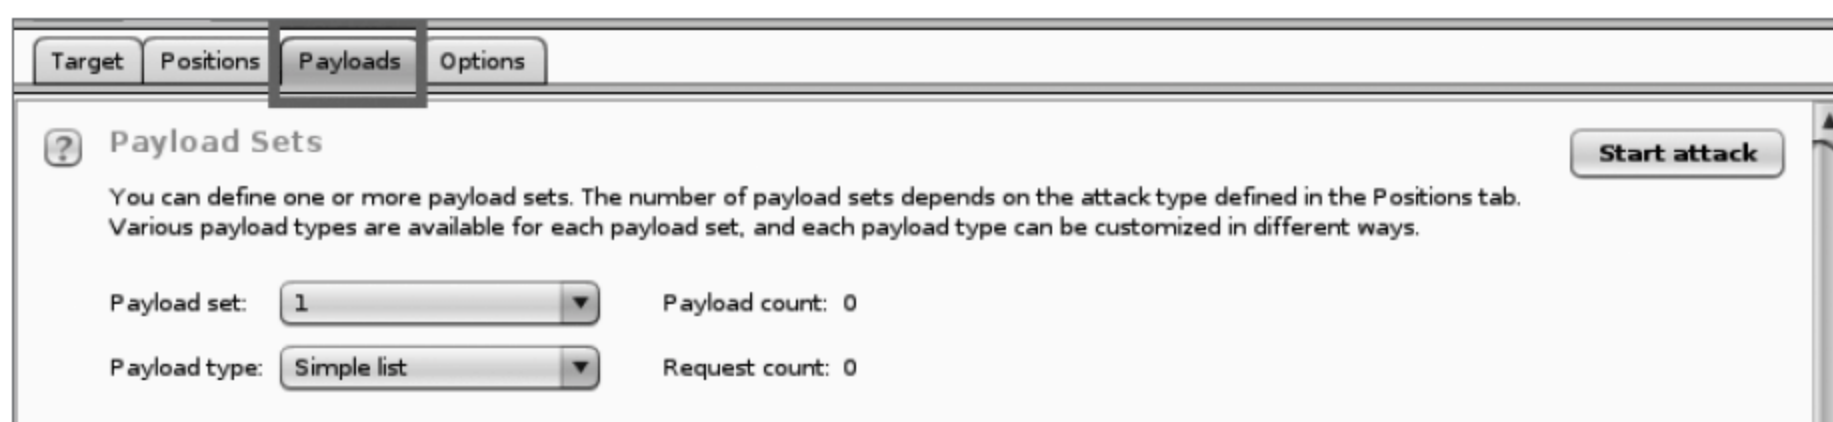 Target Positions Payloads Options
? Payload Sets Start attack
You can define one or more payload sets. The number of payload sets depends on the attack type defined in the Positions tab.
Various payload types are available for each payload set, and each payload type can be customized in different ways.
Payload set: 1 Payload count: 0
Payload type: Simple list Request count: 0